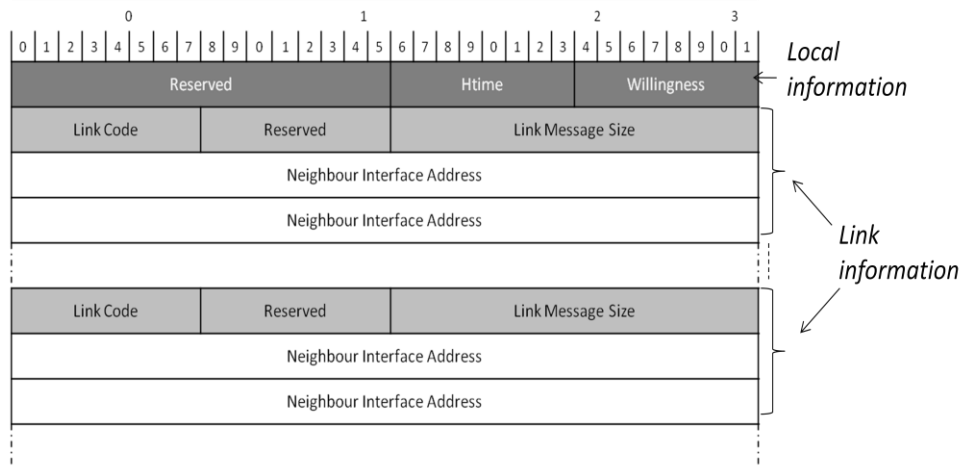 0 1 2 3
0 1 2 3 4 5 6 7 8 9 0 1 2 3 4 5 6 7 8 9 0 1 2 3 4 5 6 7 8 9 0 1
Reserved Htime Willingness
Local
information
Link Code Reserved Link Message Size
Neighbour Interface Address
Neighbour Interface Address
Link
information
Link Code Reserved Link Message Size
Neighbour Interface Address
Neighbour Interface Address